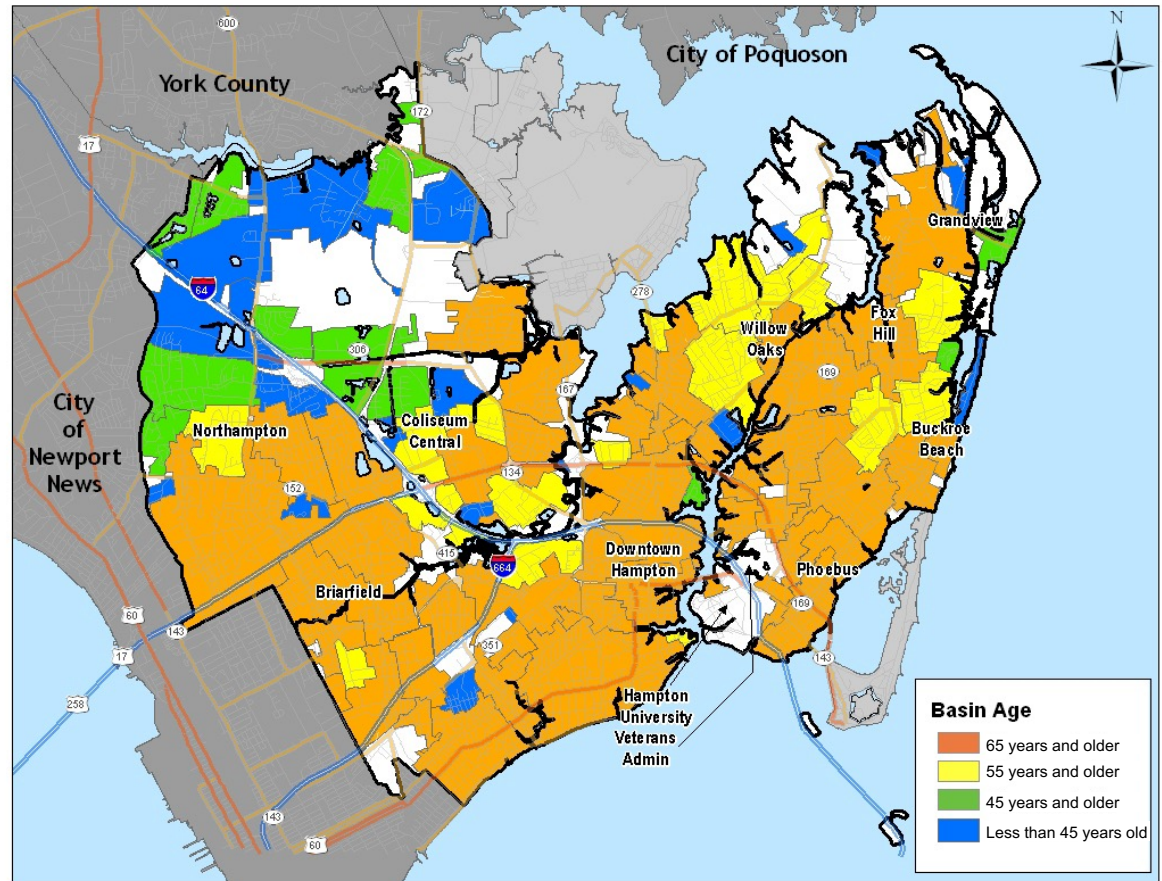 N
600
City of Poquoson
York County
172
17
Grandview
64
278
Willow
Oaks
Fox
Hill
306
169
167
City
of
Newport
News
Northampton
Coliseum
Central
Buckroe
Beach
134
152
415
664
Downtown
Hampton
Phoebus
Briarfield
169
60
143
17
351
143
258
Hampton
University
Veterans
Admin
143
60
Basin Age
65 years and older
55 years and older
45 years and older
Less than 45 years old